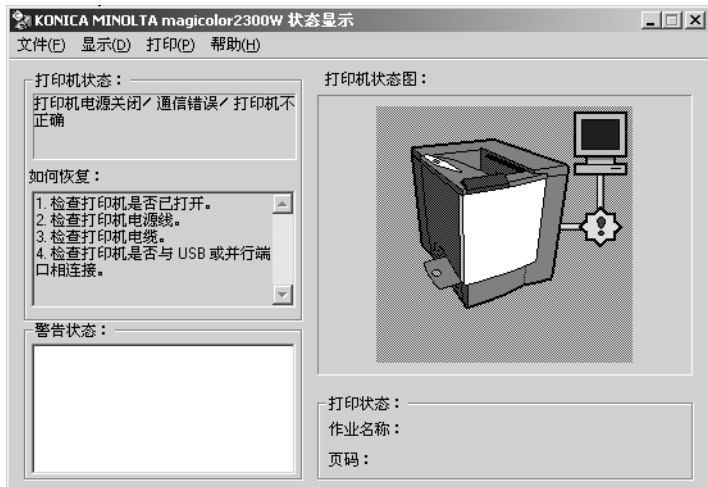 KONICA MINOLTA magicolor2300W 状态显示
文件(F) 显示(D) 打印(P) 帮助(H)
打印机状态：
打印机电源关闭/ 通信错误/ 打印机不
正确
如何恢复：
1. 检查打印机是否已打开。
2. 检查打印机电源线。
3. 检查打印机电缆。
4. 检查打印机是否与 USB 或并行端
口相连接。
警告状态：
打印机状态图：
打印状态：
作业名称：
页码：